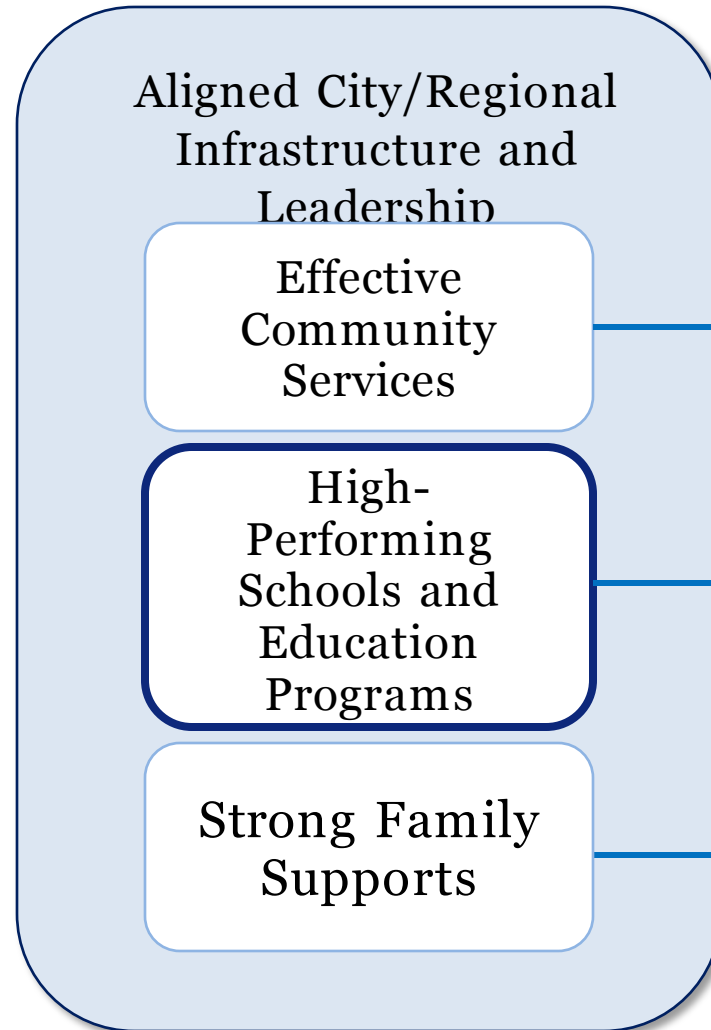 Aligned City/Regional
Infrastructure and
Leadership
Effective
Community
Services
High-
Performing
Schools and
Education
Programs
Strong Family
Supports